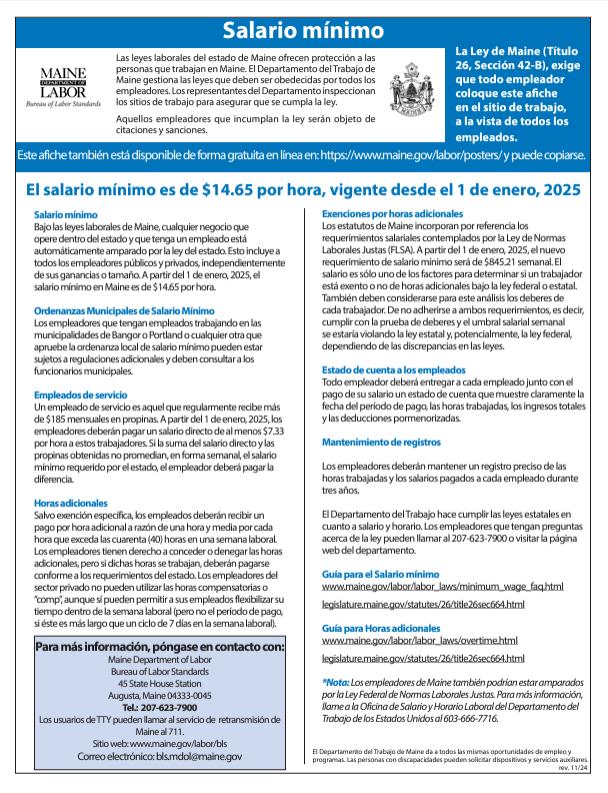 Salario mínimo
MAINE
DEPARTMENT OF
LABOR
Bureau of Labor Standards
Las leyes laborales del estado de Maine ofrecen protección a las
personas que trabajan en Maine. El Departamento del Trabajo de
Maine gestiona las leyes que deben ser obedecidas por todos los
empleadores. Los representantes del Departamento inspeccionan
los sitios de trabajo para asegurar que se cumpla la ley.
Aquellos empleadores que incumplan la ley serán objeto de
citaciones y sanciones.
La Ley de Maine (Título
26, Sección 42-B), exige
que todo empleador
coloque este afiche
en el sitio de trabajo,
a la vista de todos los
empleados.
Este afiche también está disponible de forma gratuita en línea en: https://www.maine.gov/labor/posters/ y puede copiarse.
El salario mínimo es de $14.65 por hora, vigente desde el 1 de enero, 2025
Salario mínimo
Bajo las leyes laborales de Maine, cualquier negocio que
opere dentro del estado y que tenga un empleado está
automáticamente amparado por la ley del estado. Esto incluye a
todos los empleadores públicos y privados, independientemente
de sus ganancias o tamaño. A partir del 1 de enero, 2025, el
salario mínimo en Maine es de $14.65 por hora.
Ordenanzas Municipales de Salario Mínimo
Los empleadores que tengan empleados trabajando en las
municipalidades de Bangor o Portland o cualquier otra que
apruebe la ordenanza local de salario mínimo pueden estar
sujetos a regulaciones adicionales y deben consultar a los
funcionarios municipales.
Empleados de servicio
Un empleado de servicio es aquel que regularmente recibe más
de $185 mensuales en propinas. A partir del 1 de enero, 2025, los
empleadores deberán pagar un salario directo de al menos $7.33
por hora a estos trabajadores. Si la suma del salario directo y las
propinas obtenidas no promedian, en forma semanal, el salario
mínimo requerido por el estado, el empleador deberá pagar la
diferencia.
Horas adicionales
Salvo exención específica, los empleados deberán recibir un
pago por hora adicional a razón de una hora y media por cada
hora que exceda las cuarenta (40) horas en una semana laboral.
Los empleadores tienen derecho a conceder o denegar las horas
adicionales, pero si dichas horas se trabajan, deberán pagarse
conforme a los requerimientos del estado. Los empleadores del
sector privado no pueden utilizar las horas compensatorias o
"comp", aunque sí pueden permitir a sus empleados flexibilizar su
tiempo dentro de la semana laboral (pero no el período de pago,
si éste es más largo que un ciclo de 7 días en la semana laboral).
Para más información, póngase en contacto con:
Maine Department of Labor
Bureau of Labor Standards
45 State House Station
Augusta, Maine 04333-0045
Tel.: 207-623-7900
Los usuarios de TTY pueden llamar al servicio de retransmisión de
Maine al 711.
Sitio web: www.maine.gov/labor/bls
Correo electrónico: bls.mdol@maine.gov
Exenciones por horas adicionales
Los estatutos de Maine incorporan por referencia los
requerimientos salariales contemplados por la Ley de Normas
Laborales Justas (FLSA). A partir del 1 de enero, 2025, el nuevo
requerimiento de salario mínimo será de $845.21 semanal. El
salario es sólo uno de los factores para determinar si un trabajador
está exento o no de horas adicionales bajo la ley federal o estatal.
También deben considerarse para este análisis los deberes de
cada trabajador. De no adherirse a ambos requerimientos, es decir,
cumplir con la prueba de deberes y el umbral salarial semanal
se estaría violando la ley estatal y, potencialmente, la ley federal,
dependiendo de las discrepancias en las leyes.
Estado de cuenta a los empleados
Todo empleador deberá entregar a cada empleado junto con el
pago de su salario un estado de cuenta que muestre claramente la
fecha del período de pago, las horas trabajadas, los ingresos totales
y las deducciones pormenorizadas.
Mantenimiento de registros
Los empleadores deberán mantener un registro preciso de las
horas trabajadas y los salarios pagados a cada empleado durante
tres años.
El Departamento del Trabajo hace cumplir las leyes estatales en
cuanto a salario y horario. Los empleadores que tengan preguntas
acerca de la ley pueden llamar al 207-623-7900 o visitar la página
web del departamento.
Guía para el Salario mínimo
www.maine.gov/labor/labor_laws/minimum_wage_faq.html
legislature.maine.gov/statutes/26/title26sec664.html
Guía para Horas adicionales
www.maine.gov/labor/labor_laws/overtime.html
legislature.maine.gov/statutes/26/title26sec664.html
*Nota: Los empleadores de Maine también podrían estar amparados
por la Ley Federal de Normas Laborales Justas. Para más información,
llame a la Oficina de Salario y Horario Laboral del Departamento del
Trabajo de los Estados Unidos al 603-666-7716.
El Departamento del Trabajo de Maine da a todos las mismas oportunidades de empleo y
programas. Las personas con discapacidades pueden solicitar dispositivos y servicios auxiliares.
rev. 11/24